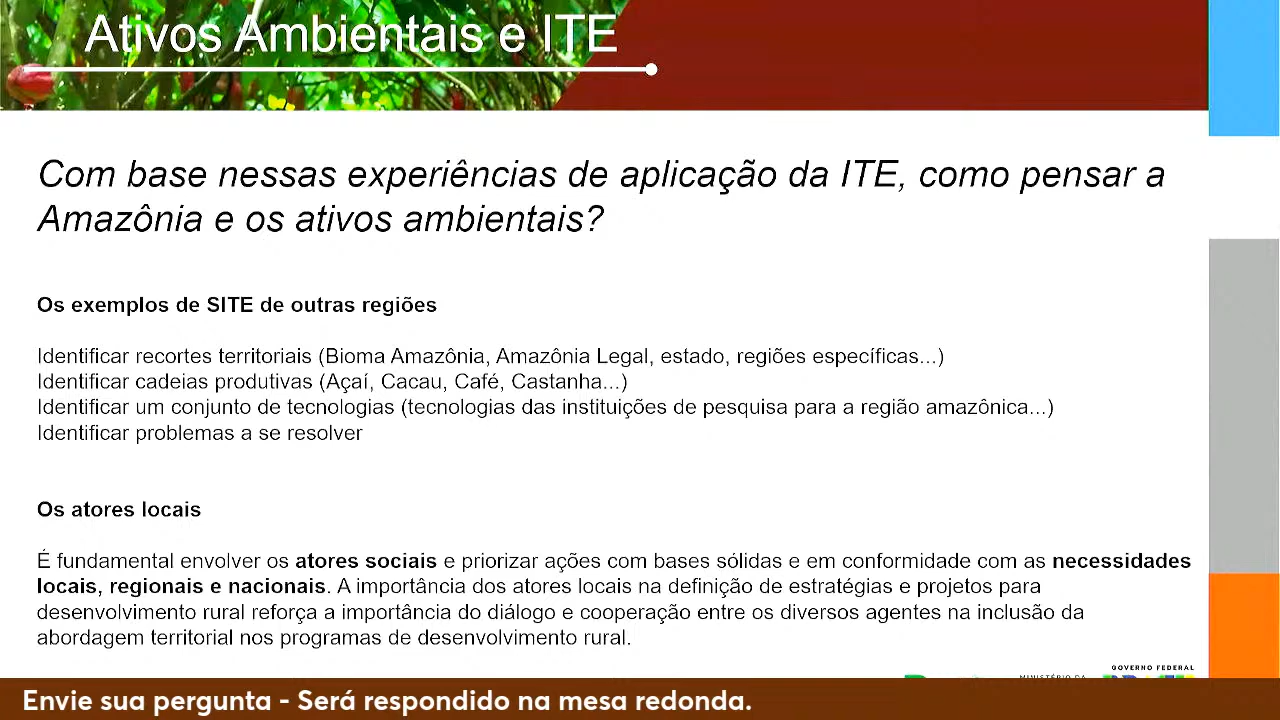 Ativos Ambientais e ITE
Com base nessas experiências de aplicação da ITE, como pensar a
Amazônia e os ativos ambientais?
Os exemplos de SITE de outras regiões
Identificar recortes territoriais (Bioma Amazônia, Amazônia Legal, estado, regiões específicas...)
Identificar cadeias produtivas (Açaí, Cacau, Café, Castanha...)
Identificar um conjunto de tecnologias (tecnologias das instituições de pesquisa para a região amazônica...)
Identificar problemas a se resolver
Os atores locais
É fundamental envolver os atores sociais e priorizar ações com bases sólidas e em conformidade com as necessidades
locais, regionais e nacionais. A importância dos atores locais na definição de estratégias e projetos para
desenvolvimento rural reforça a importância do diálogo e cooperação entre os diversos agentes na inclusão da
abordagem territorial nos programas de desenvolvimento rural.
GOVERNO FEDERAL
Envie sua pergunta - Será respondido na mesa redonda.